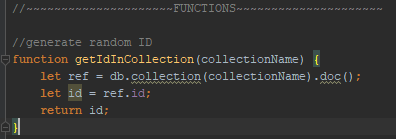 //~~~~~~~~~~~~~~~~~~~~~FUNCTIONS~~~~~~~~~~~~~~~~~~~~~
//generate random ID
function getIdInCollection(collectionName) {
    let ref = db.collection(collectionName).doc();
    let id = ref.id;
    return id;
}